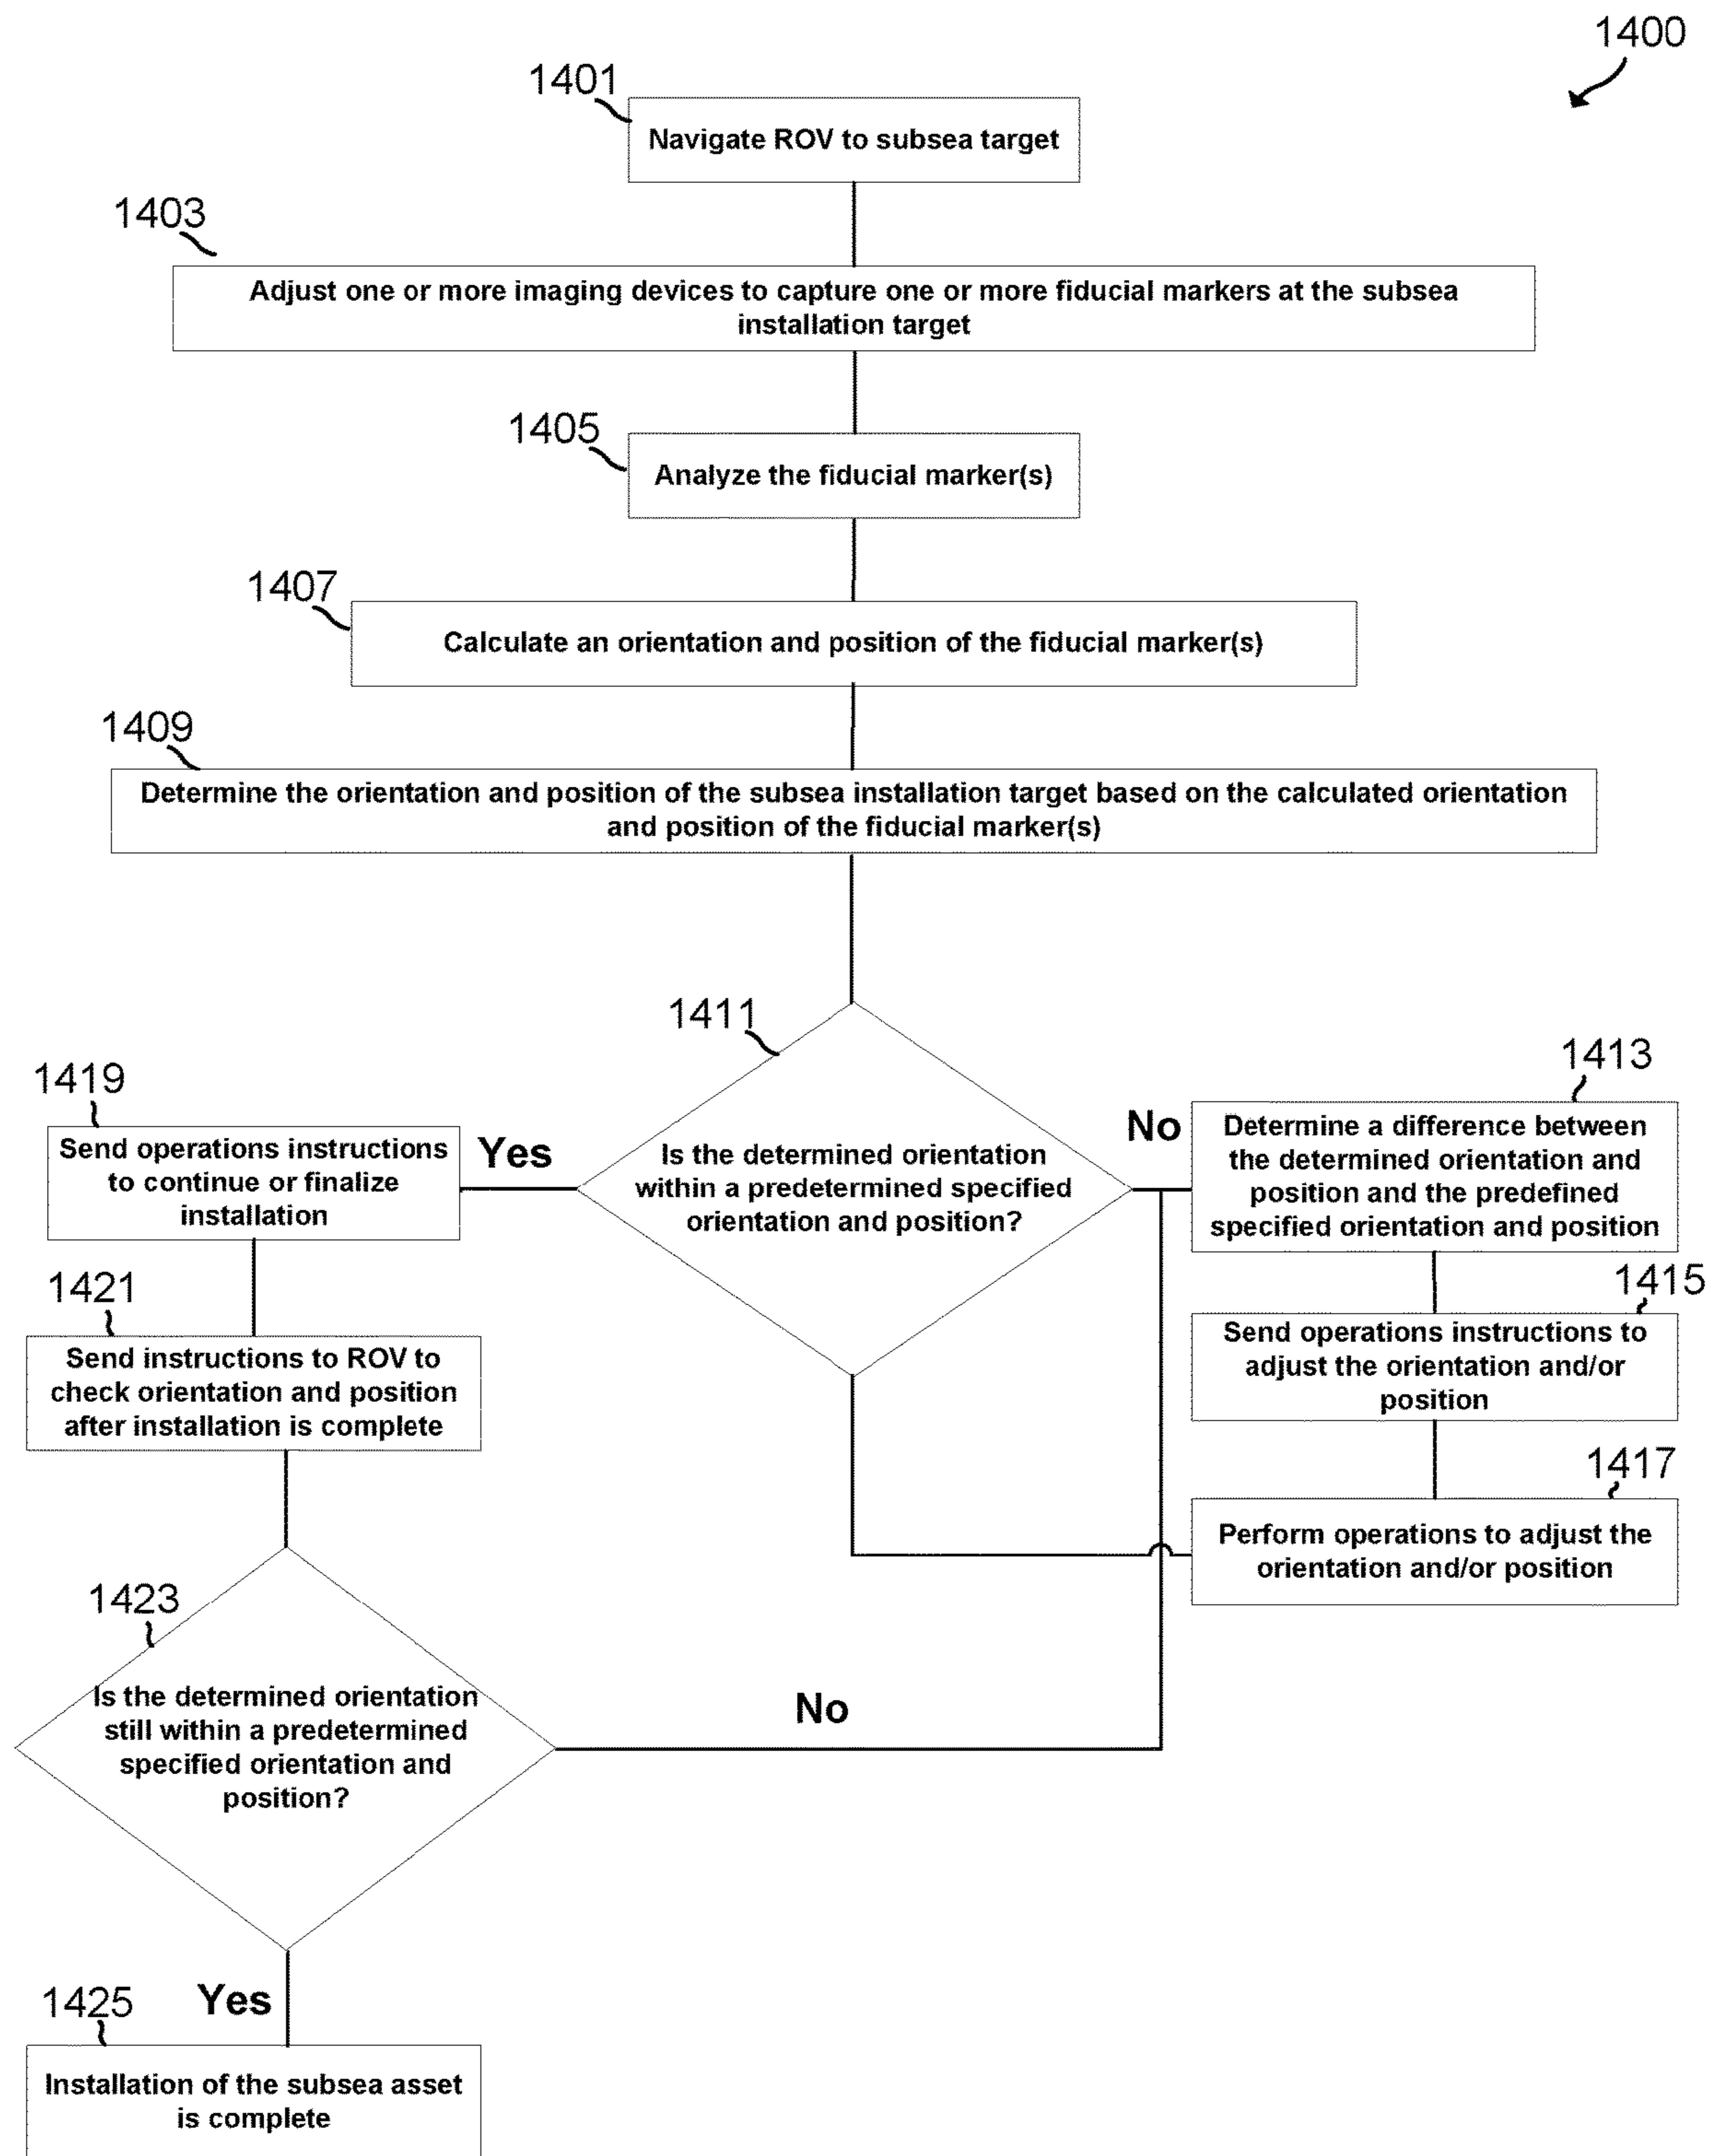 1400
1401
Navigate ROV to subsea target
1403
Adjust one or more imaging devices to capture one or more fiducial markers at the subsea
installation target
1405
Analyze the fiducial marker(s)
1407
Calculate an orientation and position of the fiducial marker(s)
1409
Determine the orientation and position of the subsea installation target based on the calculated orientation
and position of the fiducial marker(s)
1411
Is the determined orientation
within a predetermined specified
orientation and position?
No
1413
Determine a difference between
the determined orientation and
position and the predefined
specified orientation and position
1415
Send operations instructions to
adjust the orientation and/or
position
1417
Perform operations to adjust the
orientation and/or position
Yes
1419
Send operations instructions
to continue or finalize
installation
1421
Send instructions to ROV to
check orientation and position
after installation is complete
1423
Is the determined orientation
still within a predetermined
specified orientation and
position?
No
Yes
1425
Installation of the subsea asset
is complete